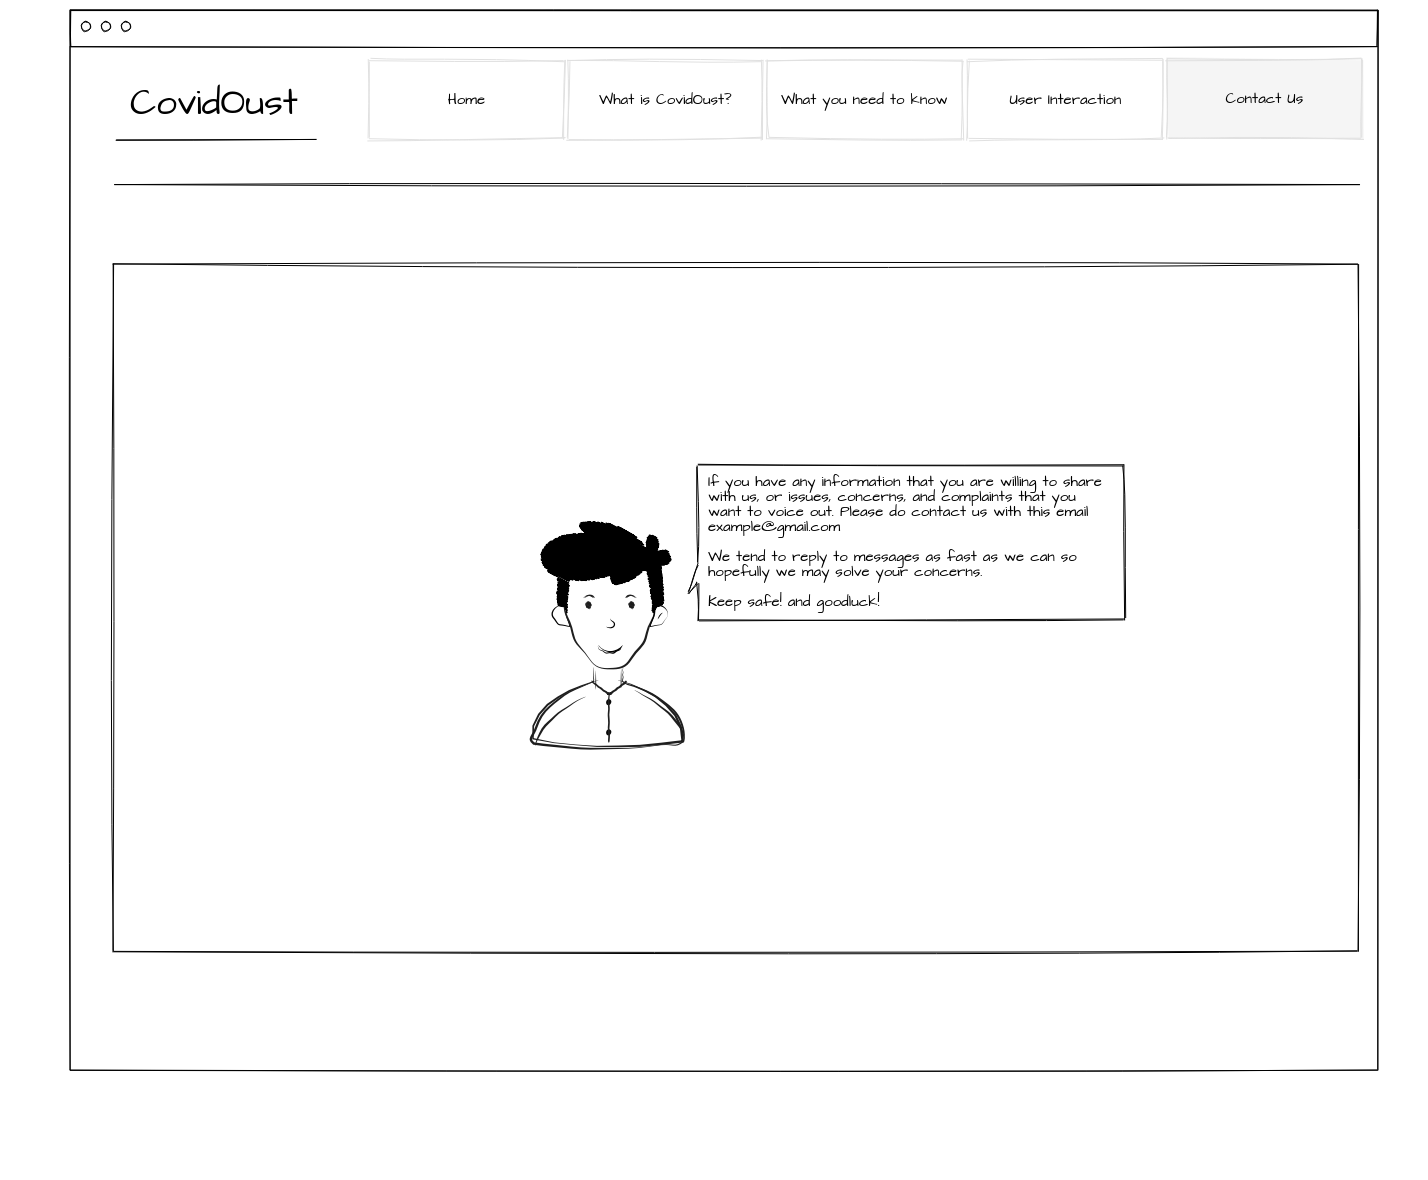 CovidOust
Home
What is CovidOust?
What you need to know
User Interaction
Contact Us
If you have any information that you are willing to share
with us, or issues, concerns, and complaints that you
want to voice out. Please do contact us with this email
example@gmail.com
We tend to reply to messages as fast as we can so
hopefully we may solve your concerns.
Keep safe! and goodluck!